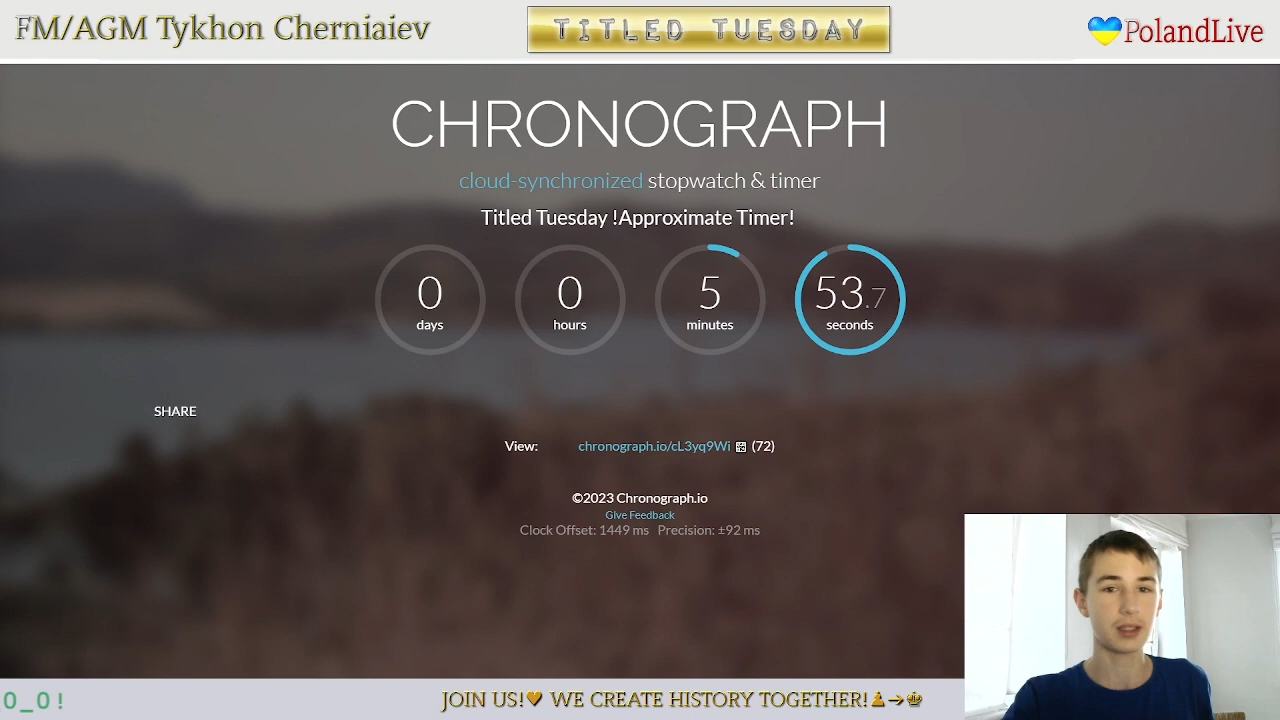 FM/AGM Tykhon Cherniaiev
TITLED TUESDAY
PolandLive
CHRONOGRAPH
cloud-synchronized stopwatch & timer
Titled Tuesday !Approximate Timer!
0 0 5 53.7
days hours minutes seconds
SHARE
View: chronograph.io/cL3yq9Wi (72)
©2023 Chronograph.io
Give Feedback
Clock Offset: 1449 ms Precision: ±92 ms
O_O!
JOIN US!🧡 WE CREATE HISTORY TOGETHER!♟→♚